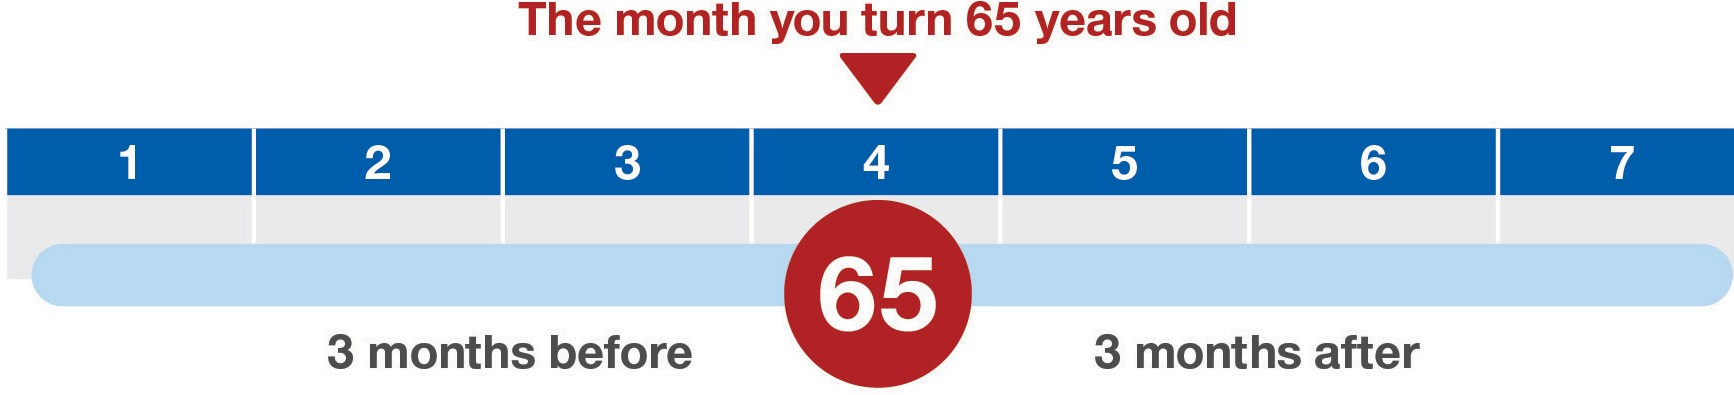 The month you turn 65 years old
1 2 3 4 5 6 7
65
3 months before 3 months after